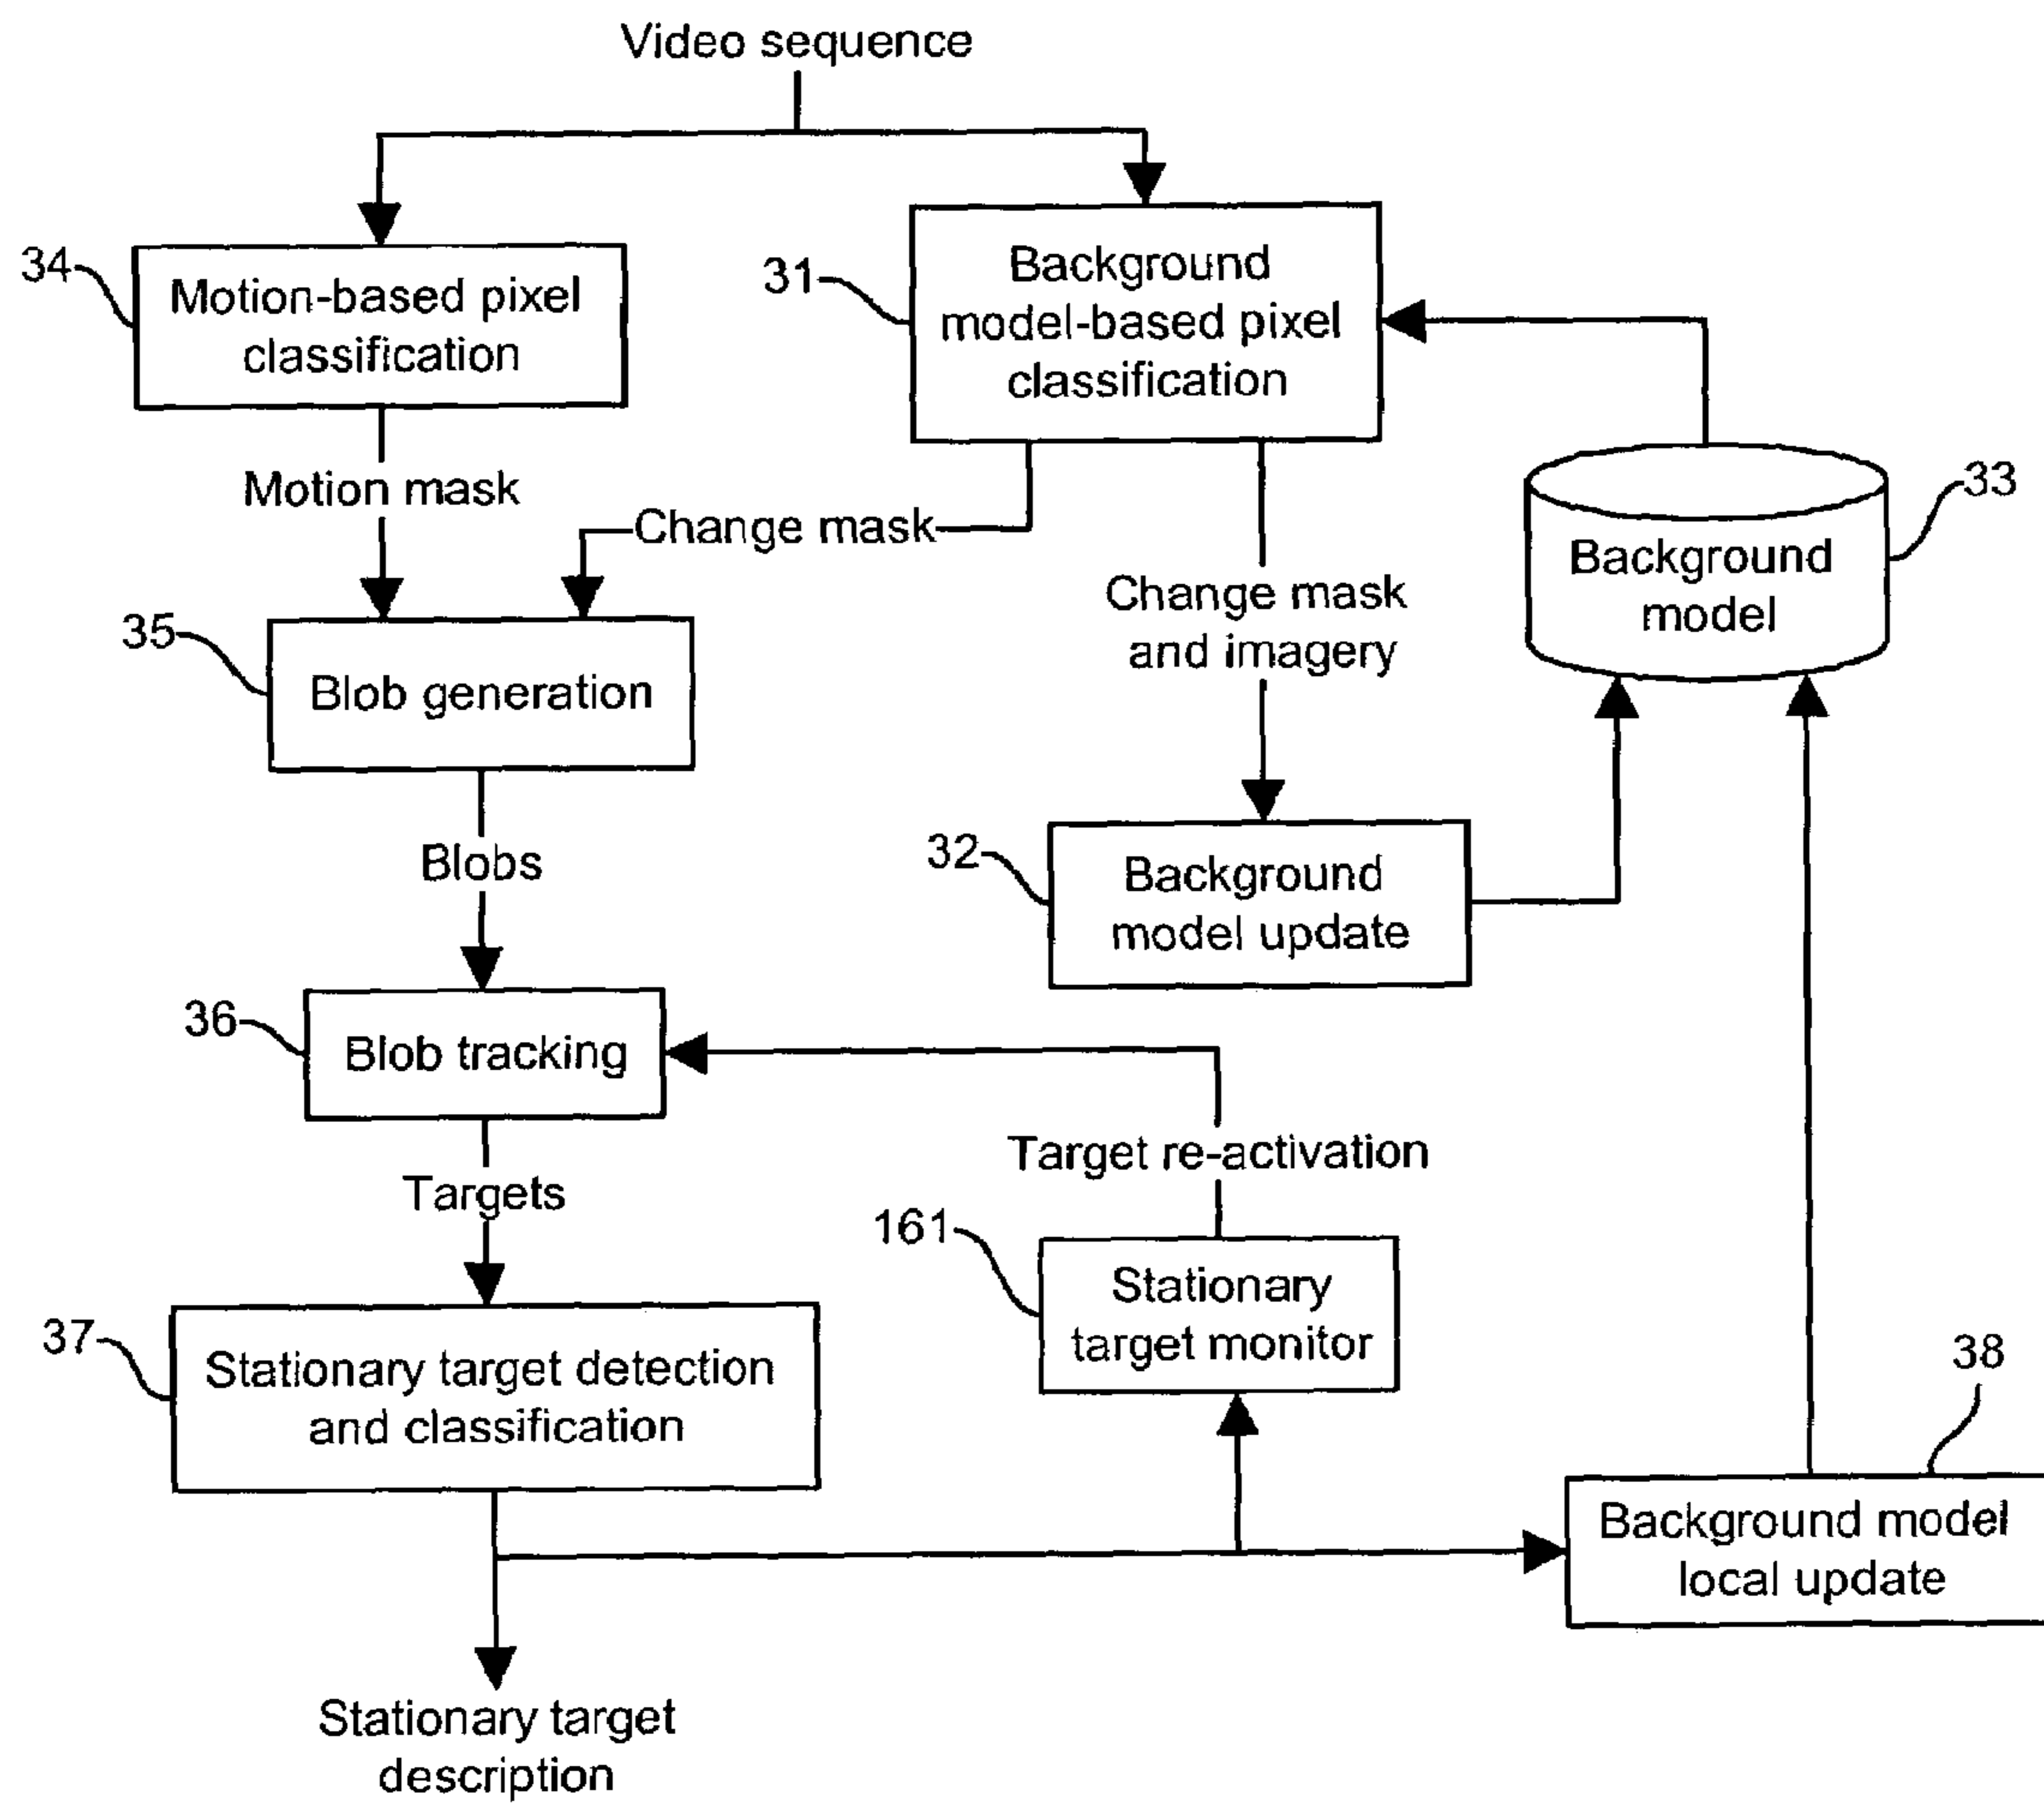 Video sequence
34
Motion-based pixel
classification
31
Background
model-based pixel
classification
Motion mask
Change mask
33
Background
model
Change mask
and imagery
35
Blob generation
32
Background
model update
Blobs
36
Blob tracking
Target re-activation
Targets
161
Stationary
target monitor
37
Stationary target detection
and classification
38
Background model
local update
Stationary target
description